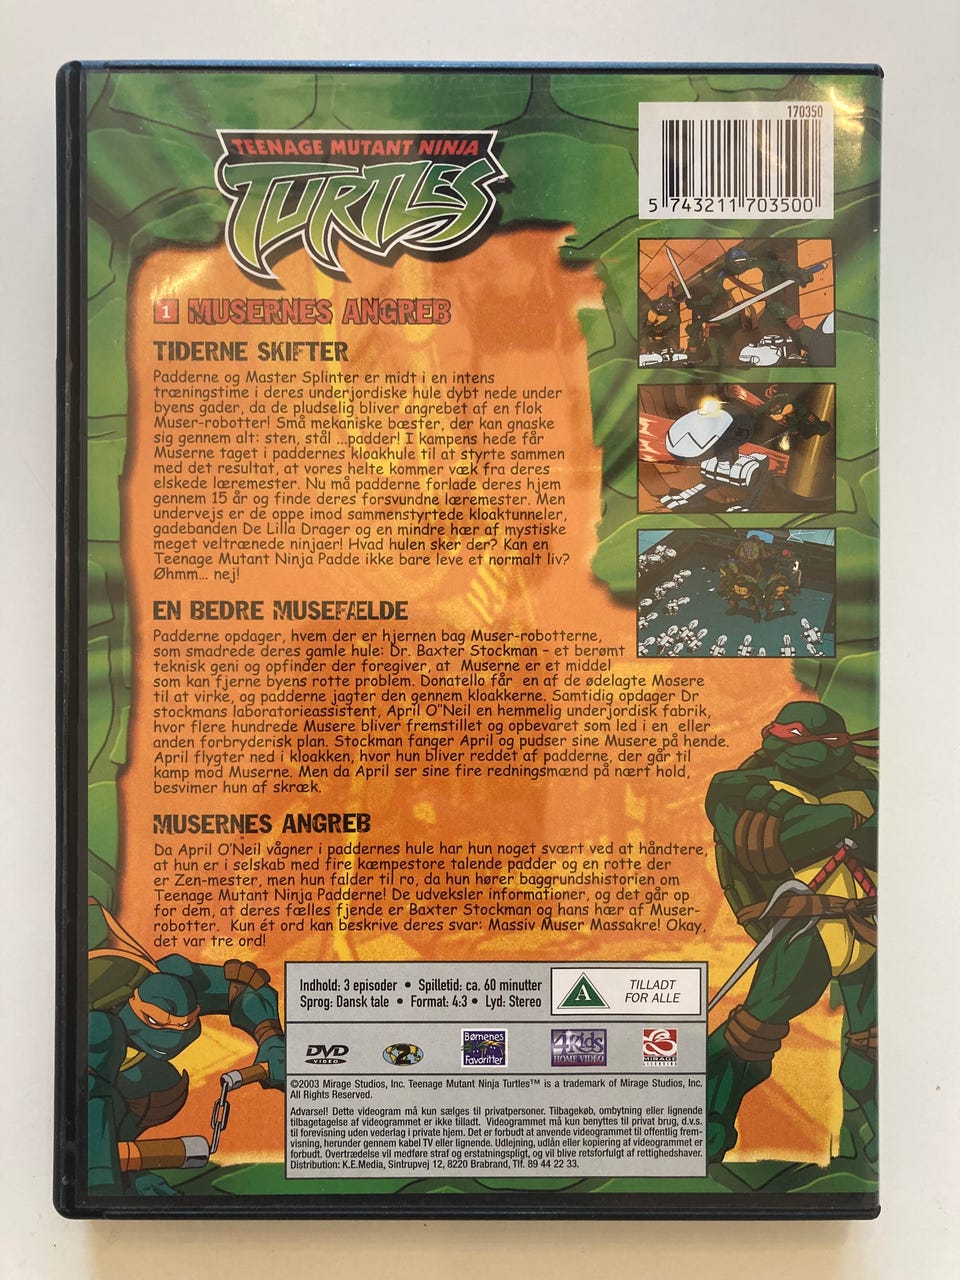 170350
5 743211 703500
TEENAGE MUTANT NINJA
TURTLES
1 MUSERNES ANGREB
TIDERNE SKIFTER
Padderne og Master Splinter er midt i en intens
træningstime i deres underjordiske hule dybt nede under
byens gader, da de pludselig bliver angrebet af en flok
Muser-robotter! Små mekaniske bæster, der kan gnaske
sig gennem alt: sten, stål ...padder! I kampens hede får
Muserne taget i paddernes kloakhule til at styrte sammen
med det resultat, at vores helte kommer væk fra deres
elskede læremester. Nu må padderne forlade deres hjem
gennem 15 år og finde deres forsvundne læremester. Men
undervejs er de oppe imod sammenstyrtede kloaktunneler,
gadebanden De Lilla Drager og en mindre hær af mystiske
meget veltrænede ninjaer! Hvad hulen sker der? Kan en
Teenage Mutant Ninja Padde ikke bare leve et normalt liv?
Øhmm... nej!
EN BEDRE MUSEFÆLDE
Padderne opdager, hvem der er hjernen bag Muser-robotterne,
som smadrede deres gamle hule: Dr. Baxter Stockman – et berømt
teknisk geni og opfinder der foregiver, at Muserne er et middel
som kan fjerne byens rotte problem. Donatello får en af de ødelagte Mosere
til at virke, og padderne jagter den gennem kloakkerne. Samtidig opdager Dr
stockmans laboratorieassistent, April O"Neil en hemmelig underjordisk fabrik,
hvor flere hundrede Musere bliver fremstillet og opbevaret som led i en eller
anden forbryderisk plan. Stockman fanger April og pudser sine Musere på hende.
April flygter ned i kloakken, hvor hun bliver reddet af padderne, der går til
kamp mod Muserne. Men da April ser sine fire redningsmænd på nært hold,
besvimer hun af skræk.
MUSERNES ANGREB
Da April O'Neil vågner i paddernes hule har hun noget svært ved at håndtere,
at hun er i selskab med fire kæmpestore talende padder og en rotte der
er Zen-mester, men hun falder til ro, da hun hører baggrundshistorien om
Teenage Mutant Ninja Padderne! De udveksler informationer, og det går op
for dem, at deres fælles fjende er Baxter Stockman og hans hær af Muser-
robotter. Kun ét ord kan beskrive deres svar: Massiv Muser Massakre! Okay,
det var tre ord!
Indhold: 3 episoder • Spilletid: ca. 60 minutter
Sprog: Dansk tale • Format: 4:3 • Lyd: Stereo
A
TILLADT
FOR ALLE
DVD
VIDEO
2
Børnenes
Favoritter
4Kids
HOME VIDEO
MIRAGE
©2003 Mirage Studios, Inc. Teenage Mutant Ninja Turtles™ is a trademark of Mirage Studios, Inc.
All Rights Reserved.
Advarsel! Dette videogram må kun sælges til privatpersoner. Tilbagekøb, ombytning eller lignende
tilbagetagelse af videogrammet er ikke tilladt. Videogrammet må kun benyttes til privat brug, d.v.s.
til forevisning uden vederlag i private hjem. Det er forbudt at anvende videogrammet til offentlig frem-
visning, herunder gennem kabel TV eller lignende. Udlejning, udlån eller kopiering af videogrammet er
forbudt. Overtrædelse vil medføre straf og erstatningspligt, og vil blive retsforfulgt af rettighedshaver.
Distribution: K.E.Media, Sintrupvej 12, 8220 Brabrand, Tlf. 89 44 22 33.